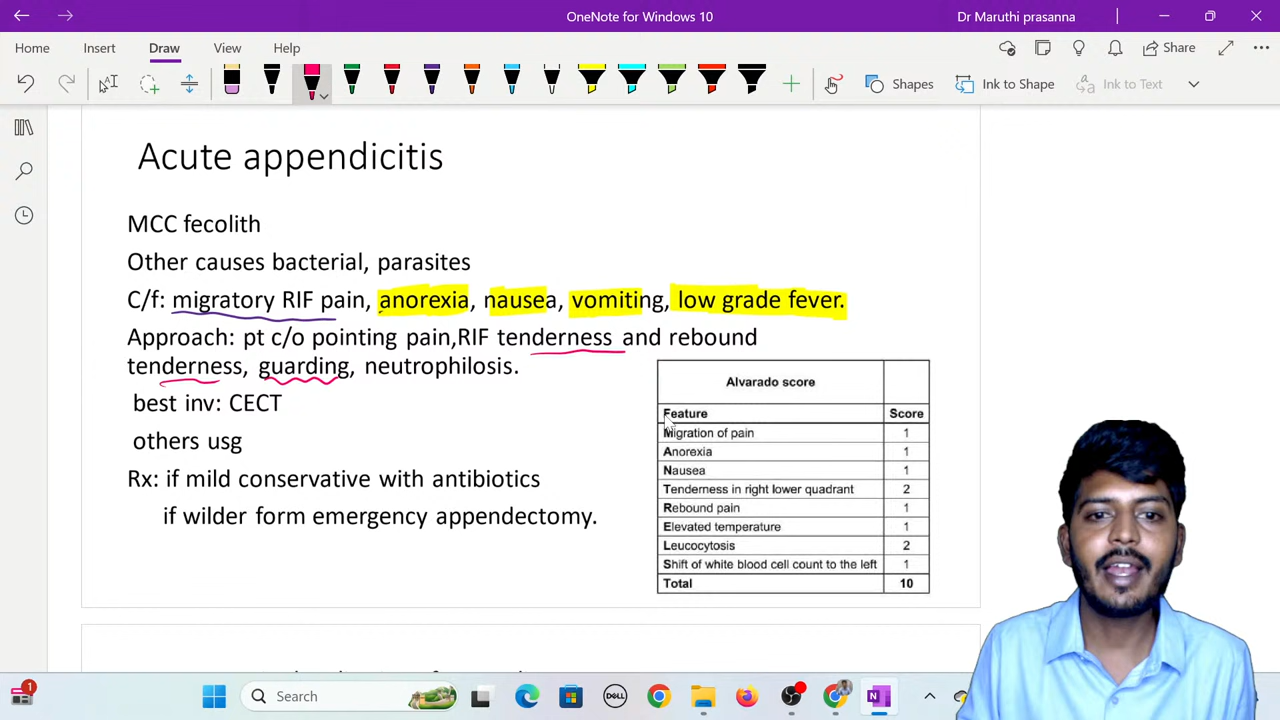 OneNote for Windows 10
Dr Maruthi prasanna
Home Insert Draw View Help
Share
Shapes
Ink to Shape
Ink to Text
Acute appendicitis
MCC fecolith
Other causes bacterial, parasites
C/f: migratory RIF pain, anorexia, nausea, vomiting, low grade fever.
Approach: pt c/o pointing pain,RIF tenderness and rebound
tenderness, guarding, neutrophilosis.
best inv: CECT
others usg
Rx: if mild conservative with antibiotics
if wilder form emergency appendectomy.
Alvarado score
Feature Score
Migration of pain 1
Anorexia 1
Nausea 1
Tenderness in right lower quadrant 2
Rebound pain 1
Elevated temperature 1
Leucocytosis 2
Shift of white blood cell count to the left 1
Total 10
1
Search
DELL